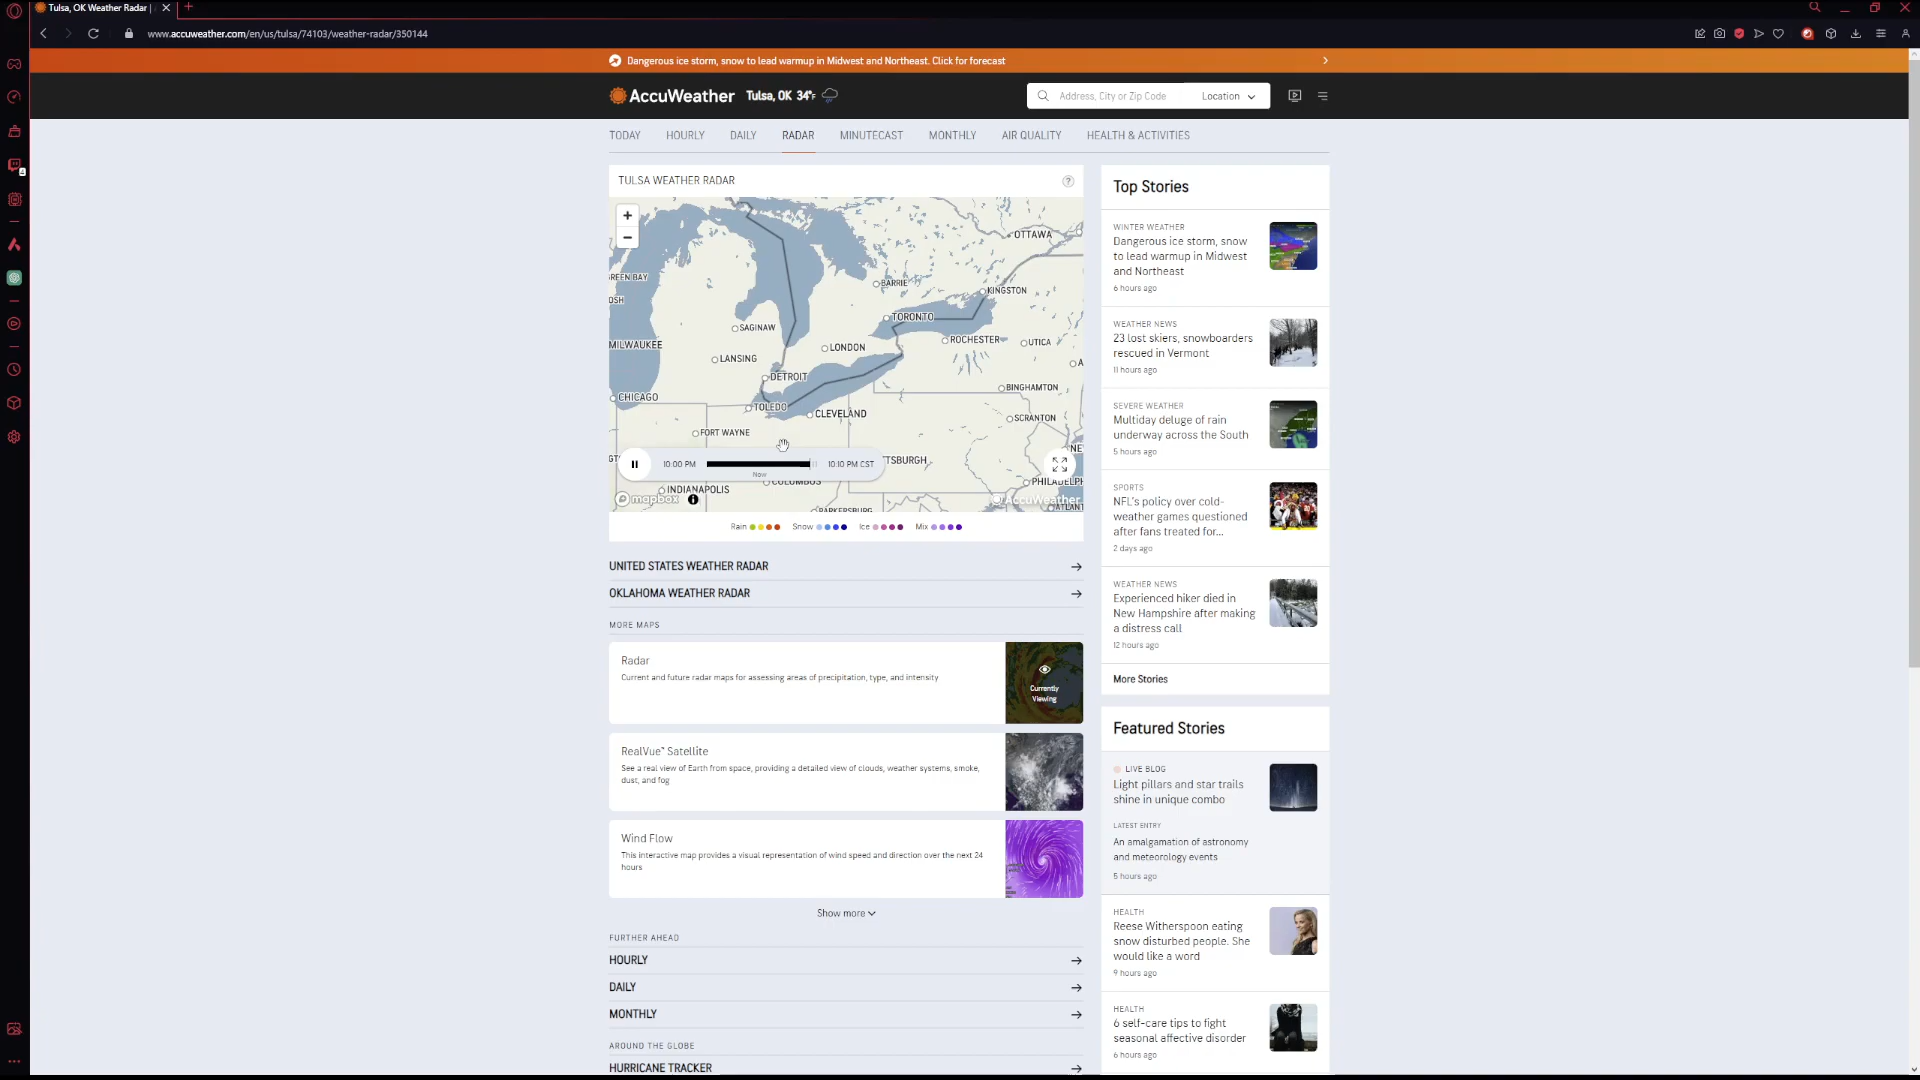 Tulsa, OK Weather Radar |
www.accuweather.com/en/us/tulsa/74103/weather-radar/350144
Dangerous ice storm, snow to lead warmup in Midwest and Northeast. Click for forecast
AccuWeather
Tulsa, OK 34°F
Address, City or Zip Code
Location
TODAY
HOURLY
DAILY
RADAR
MINUTECAST
MONTHLY
AIR QUALITY
HEALTH & ACTIVITIES
TULSA WEATHER RADAR
?
+
−
OTTAWA
REEN BAY
BARRIE
KINGSTON
OSH
TORONTO
SAGINAW
ROCHESTER
UTICA
MILWAUKEE
LONDON
LANSING
A
DETROIT
BINGHAMTON
CHICAGO
TOLEDO
CLEVELAND
SCRANTON
FORT WAYNE
NE
TSBURGH
10:00 PM
10:10 PM CST
Now
COLUMBUS
PHILADELPH
INDIANAPOLIS
mapbox
AccuWeather
PARKERSBURG
ATLANT
Rain
Snow
Ice
Mix
UNITED STATES WEATHER RADAR
OKLAHOMA WEATHER RADAR
MORE MAPS
Radar
Current and future radar maps for assessing areas of precipitation, type, and intensity
Currently
Viewing
RealVue™ Satellite
See a real view of Earth from space, providing a detailed view of clouds, weather systems, smoke,
dust, and fog
Wind Flow
This interactive map provides a visual representation of wind speed and direction over the next 24
hours
Show more
FURTHER AHEAD
HOURLY
DAILY
MONTHLY
AROUND THE GLOBE
HURRICANE TRACKER
Top Stories
WINTER WEATHER
Dangerous ice storm, snow
to lead warmup in Midwest
and Northeast
6 hours ago
WEATHER NEWS
23 lost skiers, snowboarders
rescued in Vermont
11 hours ago
SEVERE WEATHER
Multiday deluge of rain
underway across the South
5 hours ago
SPORTS
NFL's policy over cold-
weather games questioned
after fans treated for...
2 days ago
WEATHER NEWS
Experienced hiker died in
New Hampshire after making
a distress call
12 hours ago
More Stories
Featured Stories
LIVE BLOG
Light pillars and star trails
shine in unique combo
LATEST ENTRY
An amalgamation of astronomy
and meteorology events
5 hours ago
HEALTH
Reese Witherspoon eating
snow disturbed people. She
would like a word
9 hours ago
HEALTH
6 self-care tips to fight
seasonal affective disorder
6 hours ago